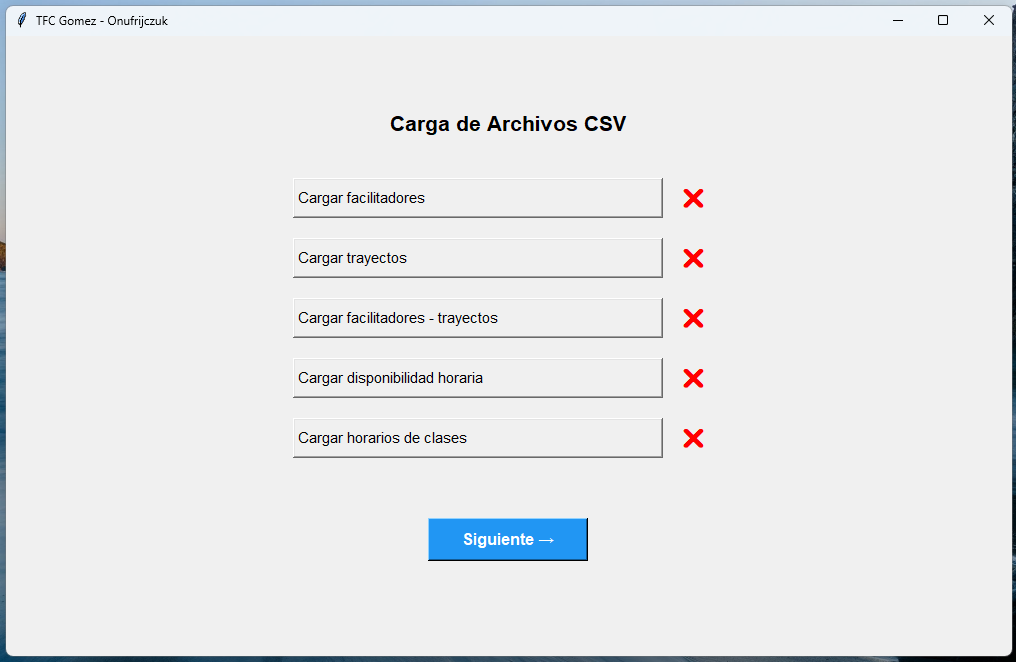 TFC Gomez - Onufrijczuk
Carga de Archivos CSV
Cargar facilitadores
Cargar trayectos
Cargar facilitadores - trayectos
Cargar disponibilidad horaria
Cargar horarios de clases
Siguiente →